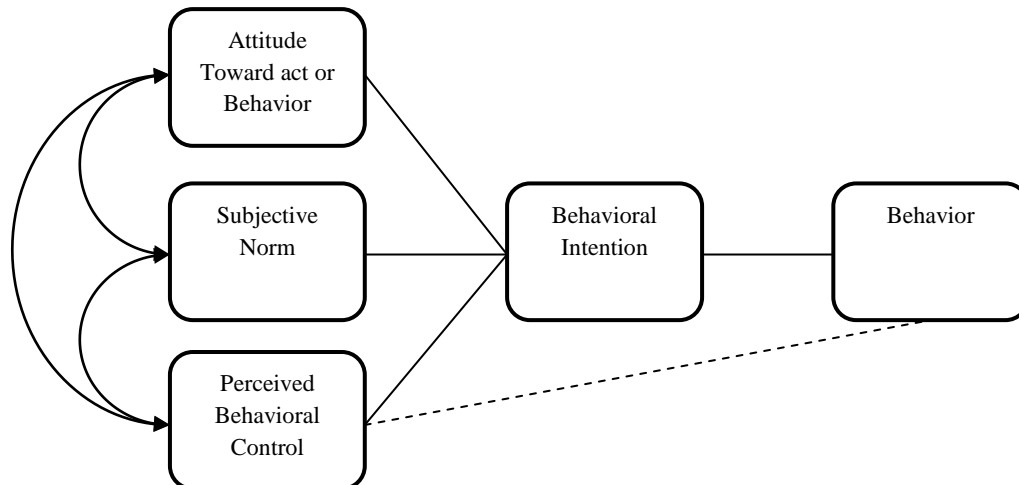 Attitude
Toward act or
Behavior
Subjective
Norm
Perceived
Behavioral
Control
Behavioral
Intention
Behavior